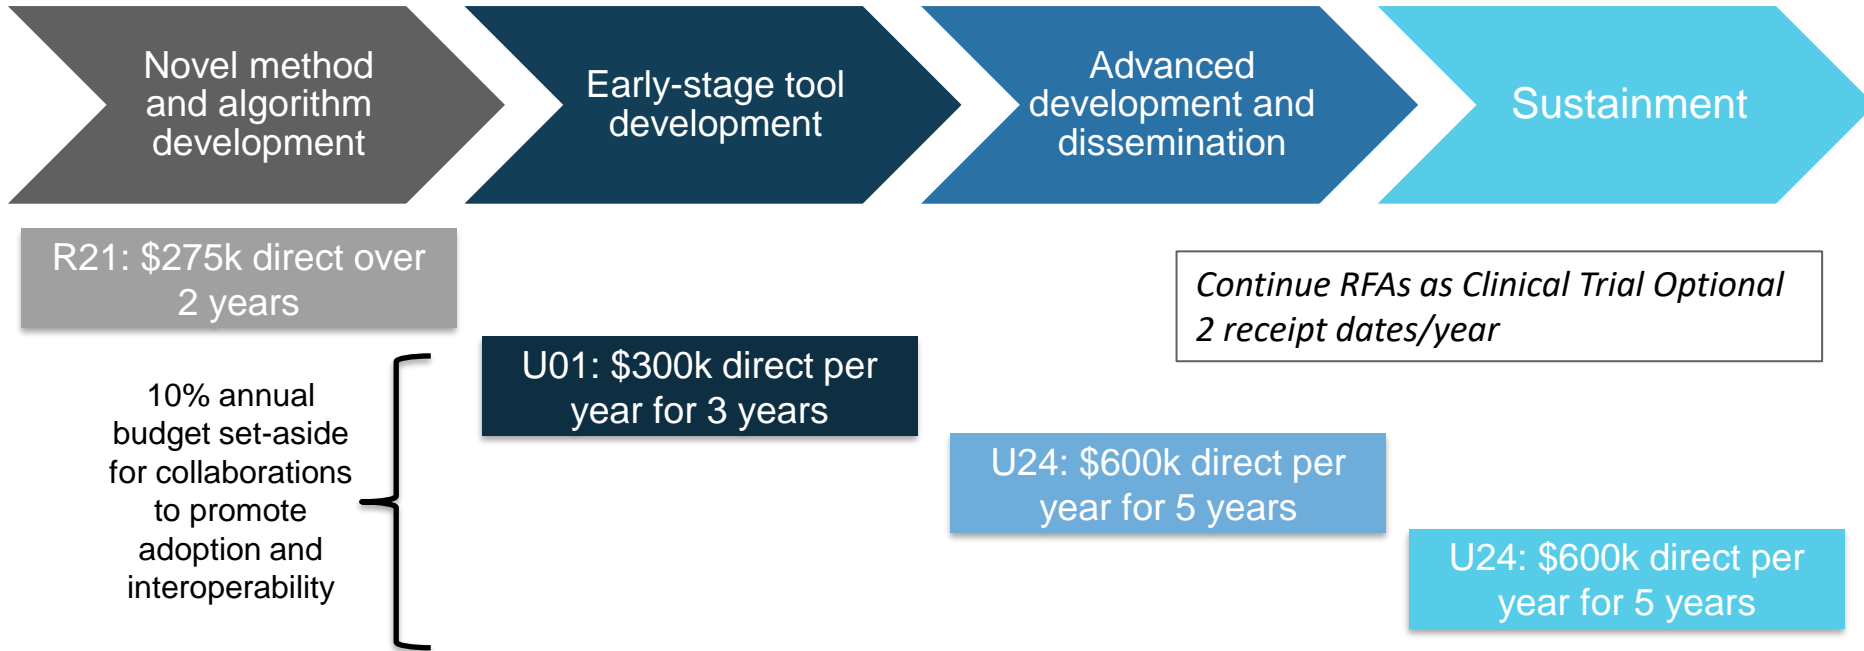 Novel method
and algorithm
development
Early-stage tool
development
Advanced
development and
dissemination
Sustainment
R21: $275k direct over
2 years
Continue RFAs as Clinical Trial Optional
2 receipt dates/year
10% annual
budget set-aside
for collaborations
to promote
adoption and
interoperability
U01: $300k direct per
year for 3 years
U24: $600k direct per
year for 5 years
U24: $600k direct per
year for 5 years